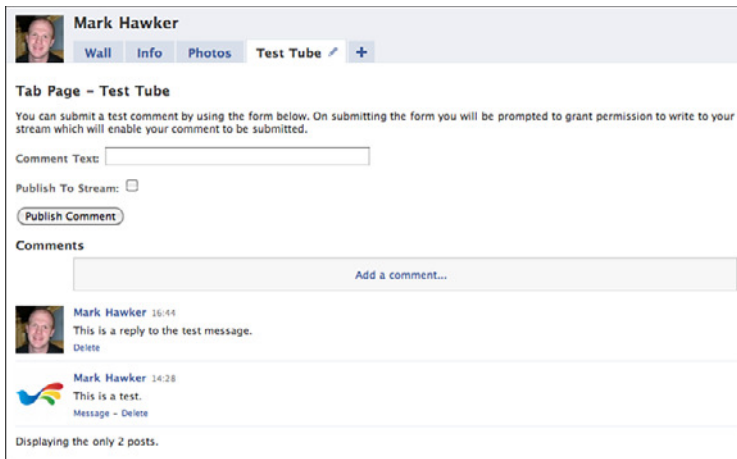 Mark Hawker
Wall Info Photos Test Tube +
Tab Page – Test Tube
You can submit a test comment by using the form below. On submitting the form you will be prompted to grant permission to write to your
stream which will enable your comment to be submitted.
Comment Text:
Publish To Stream:
Publish Comment
Comments
Add a comment...
Mark Hawker 16:44
This is a reply to the test message.
Delete
Mark Hawker 14:28
This is a test.
Message – Delete
Displaying the only 2 posts.